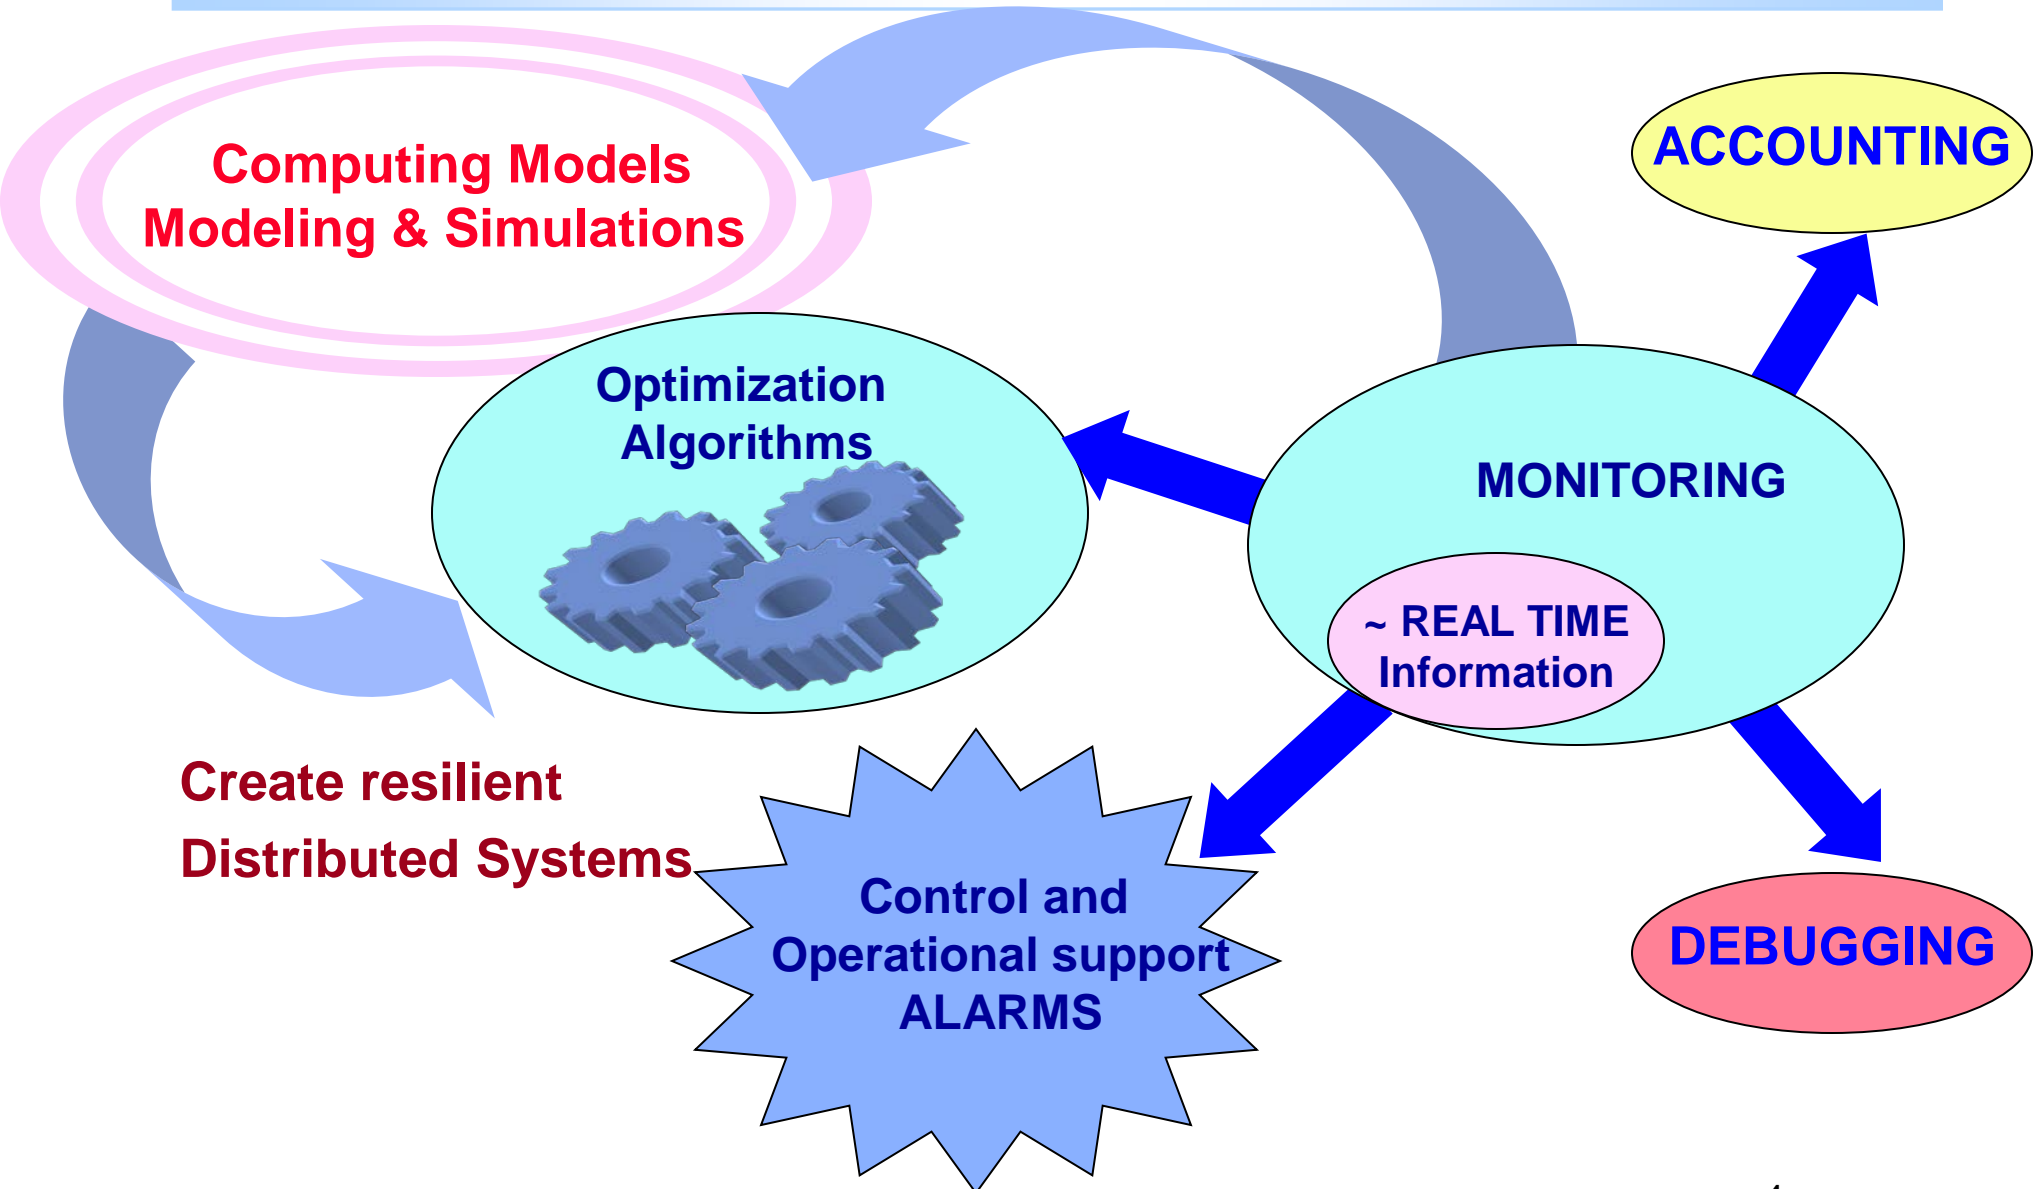 Computing Models
Modeling & Simulations
ACCOUNTING
Optimization
Algorithms
MONITORING
~ REAL TIME
Information
Create resilient
Distributed Systems
Control and
Operational support
ALARMS
DEBUGGING